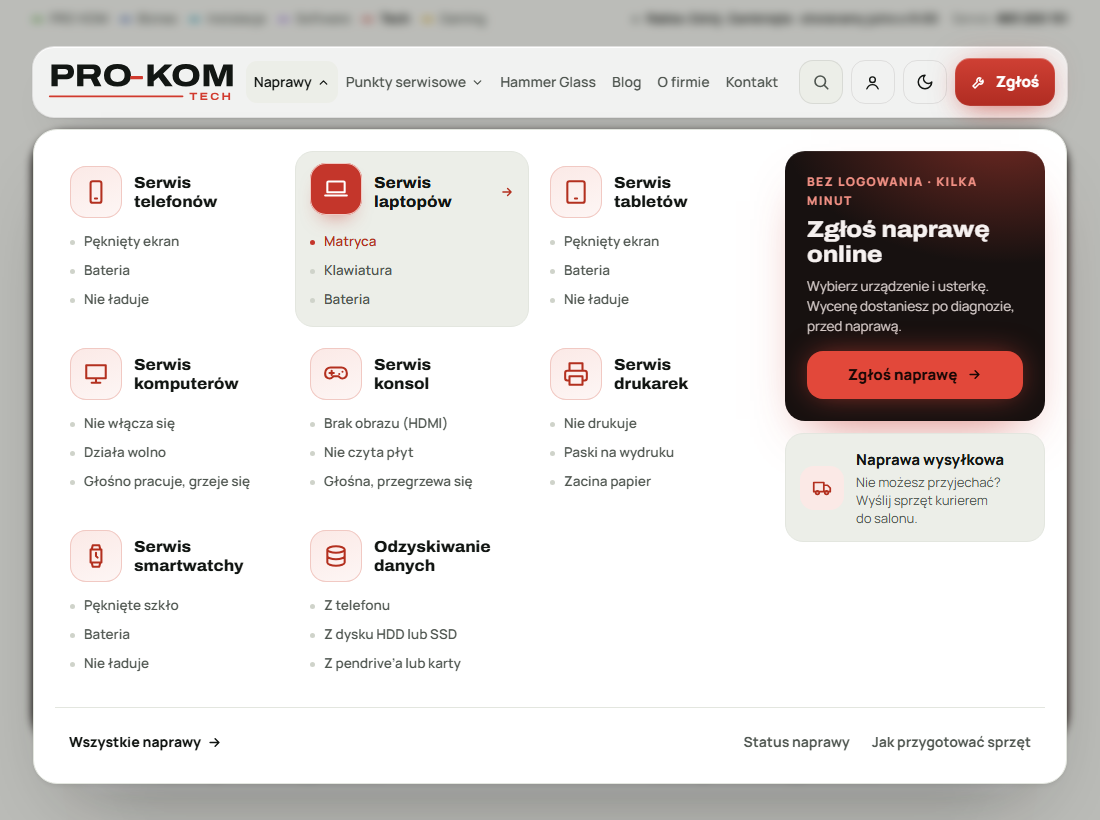 PRO-KOM
TECH
Naprawy
Punkty serwisowe
Hammer Glass
Blog
O firmie
Kontakt
Zgłoś
Serwis
telefonów
Pęknięty ekran
Bateria
Nie ładuje
Serwis
laptopów
Matryca
Klawiatura
Bateria
Serwis
tabletów
Pęknięty ekran
Bateria
Nie ładuje
Serwis
komputerów
Nie włącza się
Działa wolno
Głośno pracuje, grzeje się
Serwis
konsol
Brak obrazu (HDMI)
Nie czyta płyt
Głośna, przegrzewa się
Serwis
drukarek
Nie drukuje
Paski na wydruku
Zacina papier
Serwis
smartwatchy
Pęknięte szkło
Bateria
Nie ładuje
Odzyskiwanie
danych
Z telefonu
Z dysku HDD lub SSD
Z pendrive'a lub karty
BEZ LOGOWANIA · KILKA
MINUT
Zgłoś naprawę
online
Wybierz urządzenie i usterkę.
Wycenę dostaniesz po diagnozie,
przed naprawą.
Zgłoś naprawę →
Naprawa wysyłkowa
Nie możesz przyjechać?
Wyślij sprzęt kurierem
do salonu.
Wszystkie naprawy →
Status naprawy
Jak przygotować sprzęt